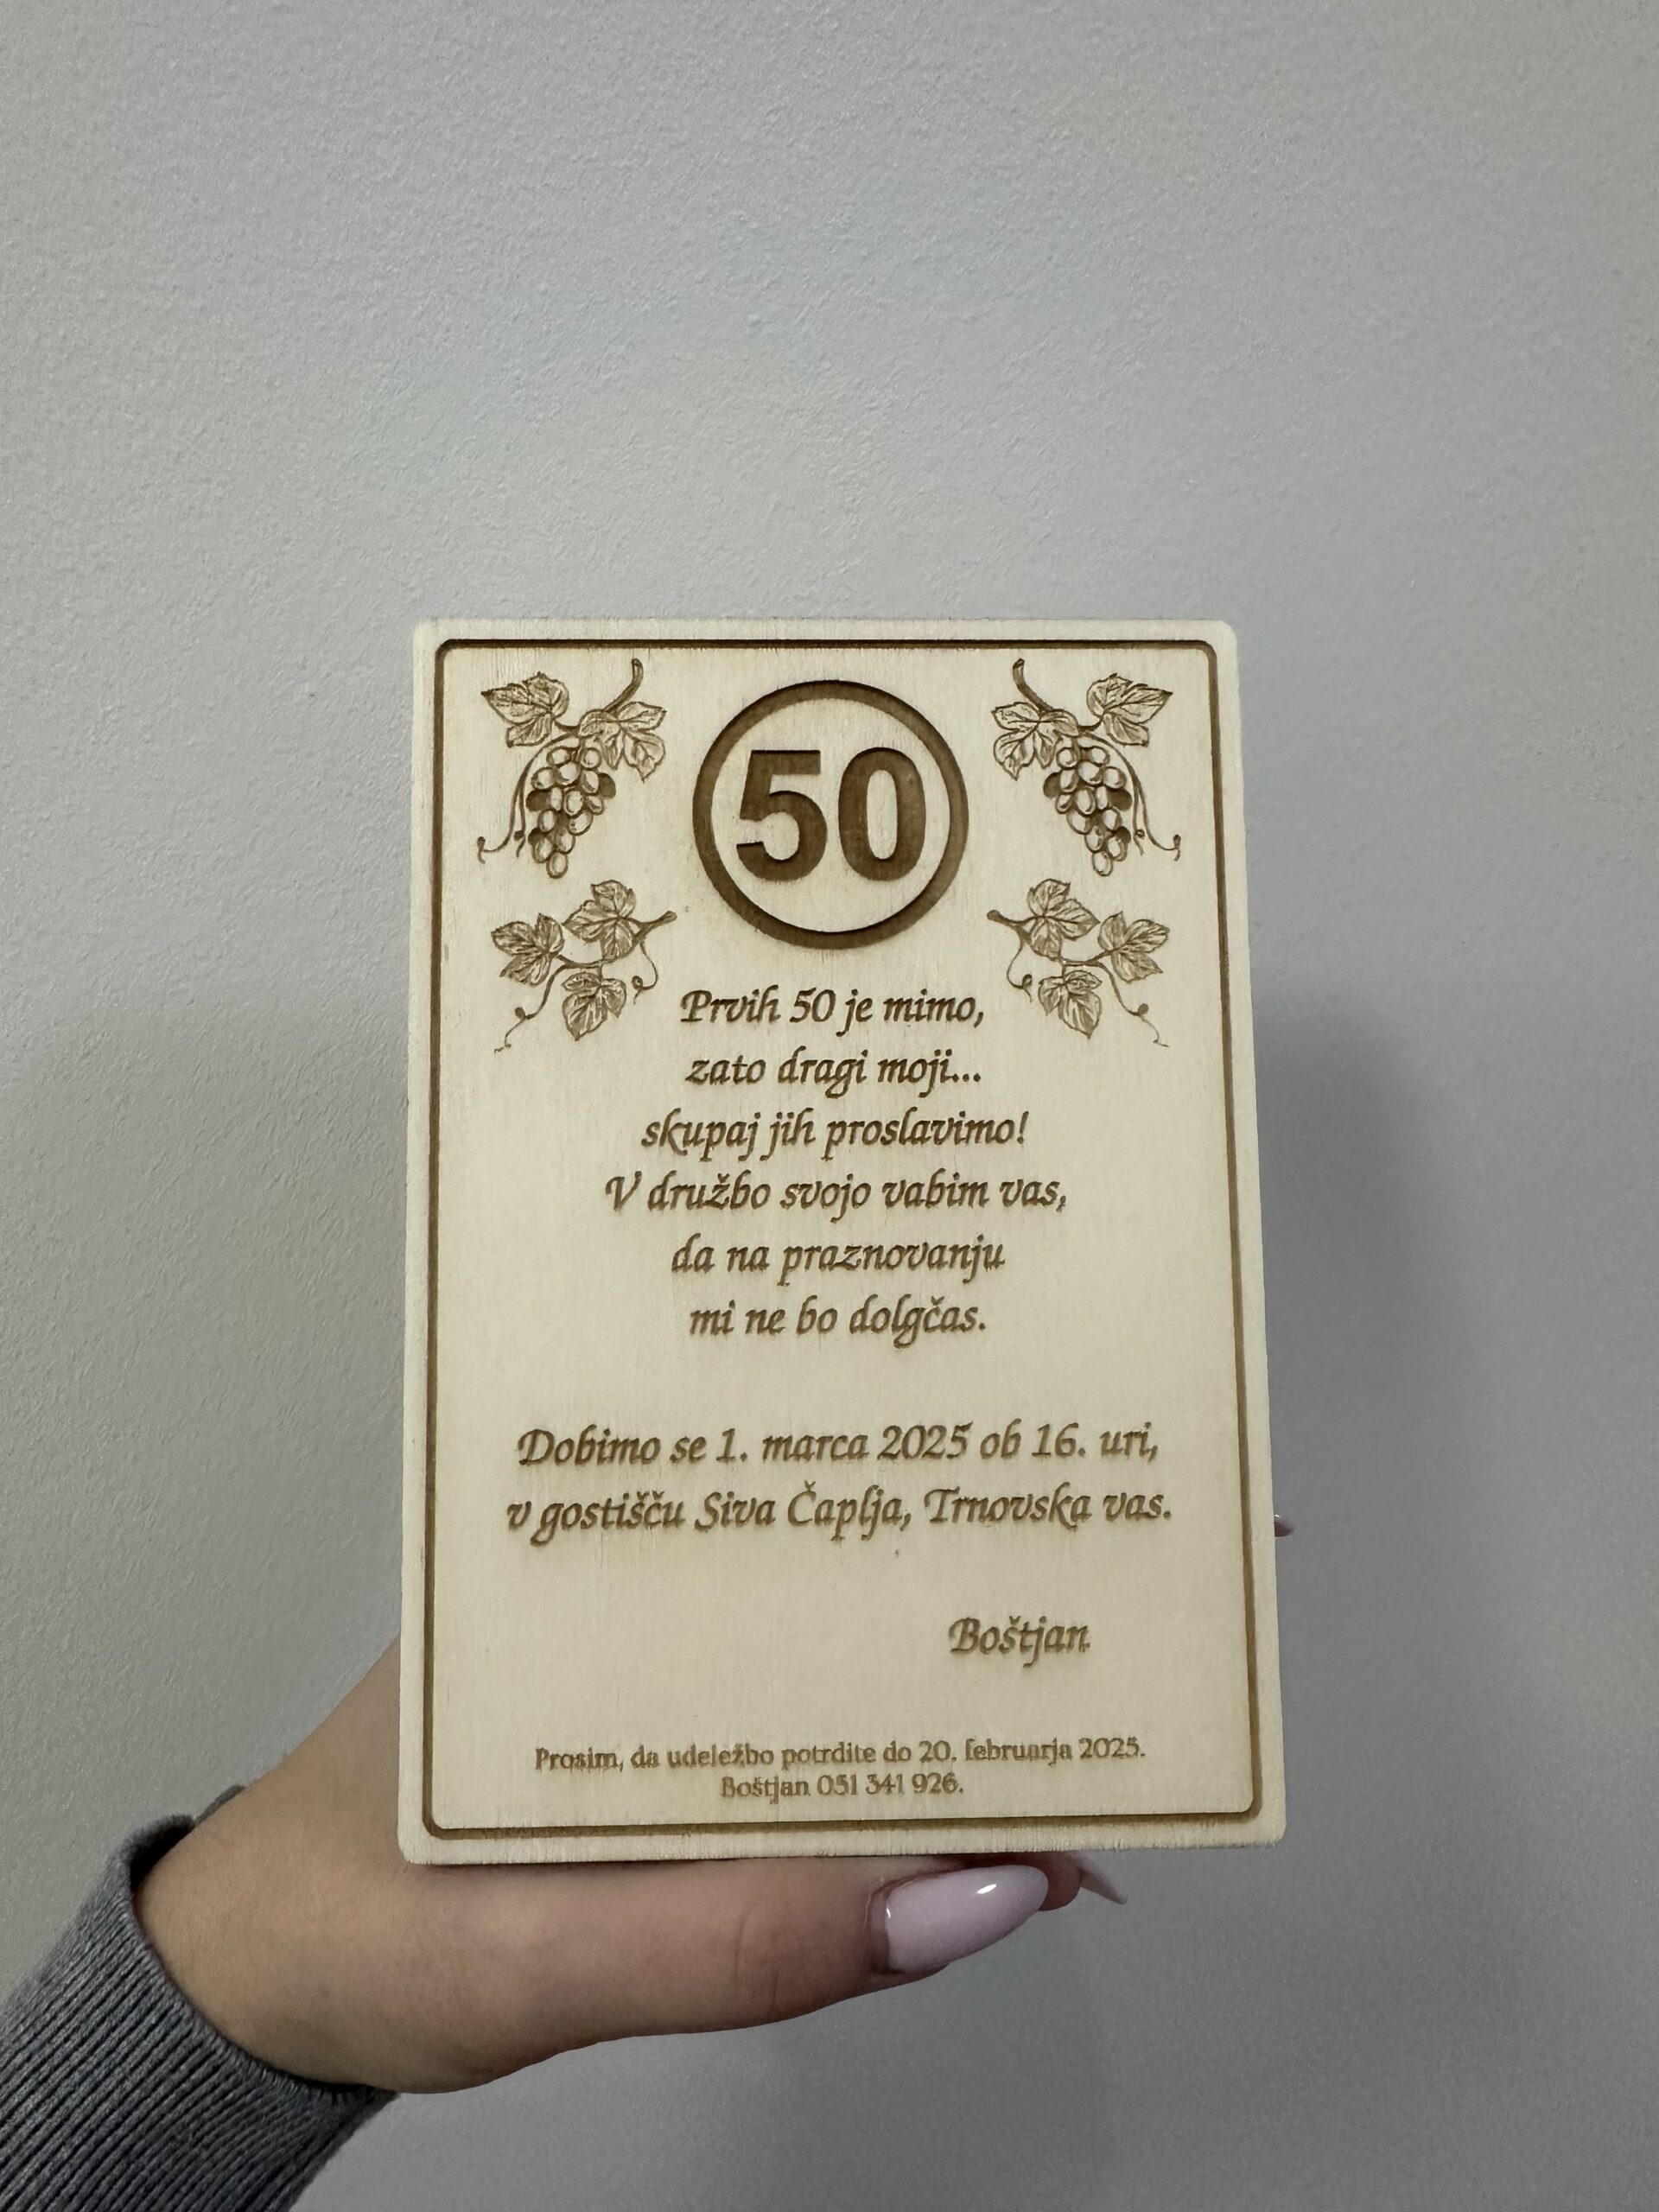 50
Prvih 50 je mimo,
zato dragi moji...
skupaj jih proslavimo!
V družbo svojo vabim vas,
da na praznovanju
mi ne bo dolgčas.
Dobimo se 1. marca 2025 ob 16. uri,
v gostišču Siva Čaplja, Trnovska vas.
Boštjan
Prosim, da udeležbo potrdite do 20. februarja 2025.
Boštjan 051 341 926.